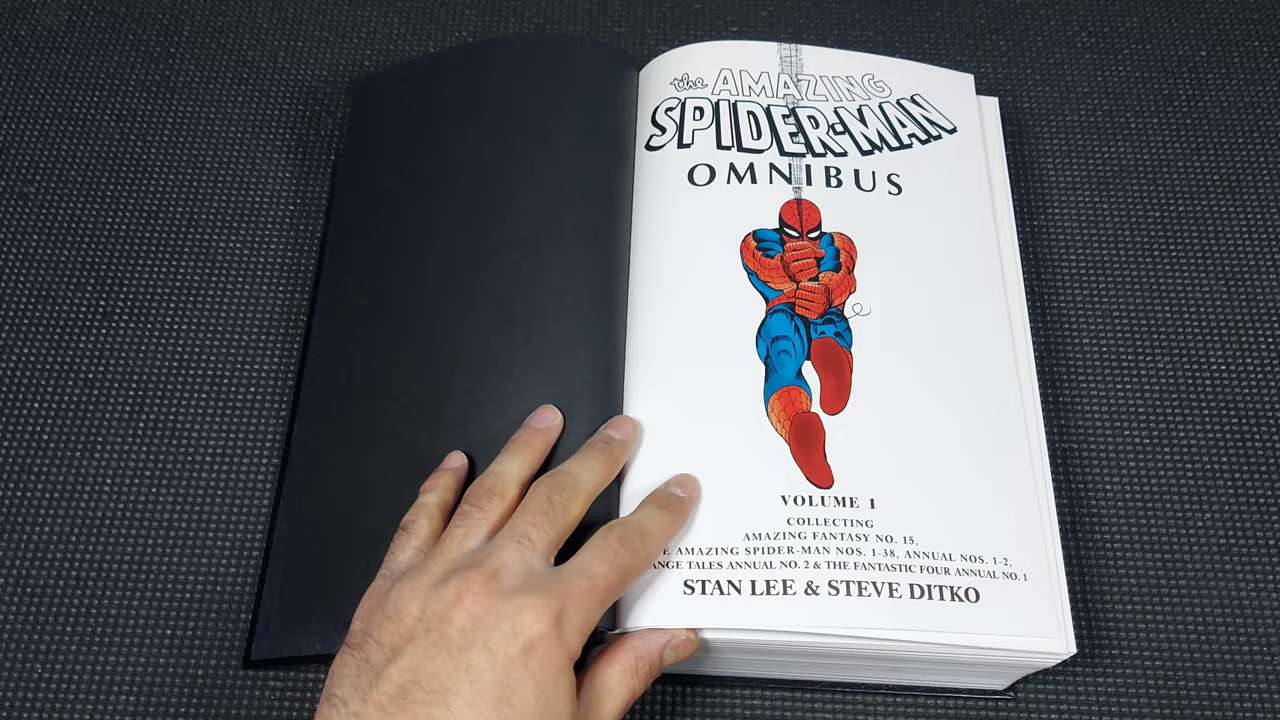 the AMAZING
SPIDER-MAN
OMNIBUS
VOLUME 1
COLLECTING
AMAZING FANTASY NO. 15,
AMAZING SPIDER-MAN NOS. 1-38, ANNUAL NOS. 1-2,
TALES ANNUAL NO. 2 & THE FANTASTIC FOUR ANNUAL NO. 1
STAN LEE & STEVE DITKO